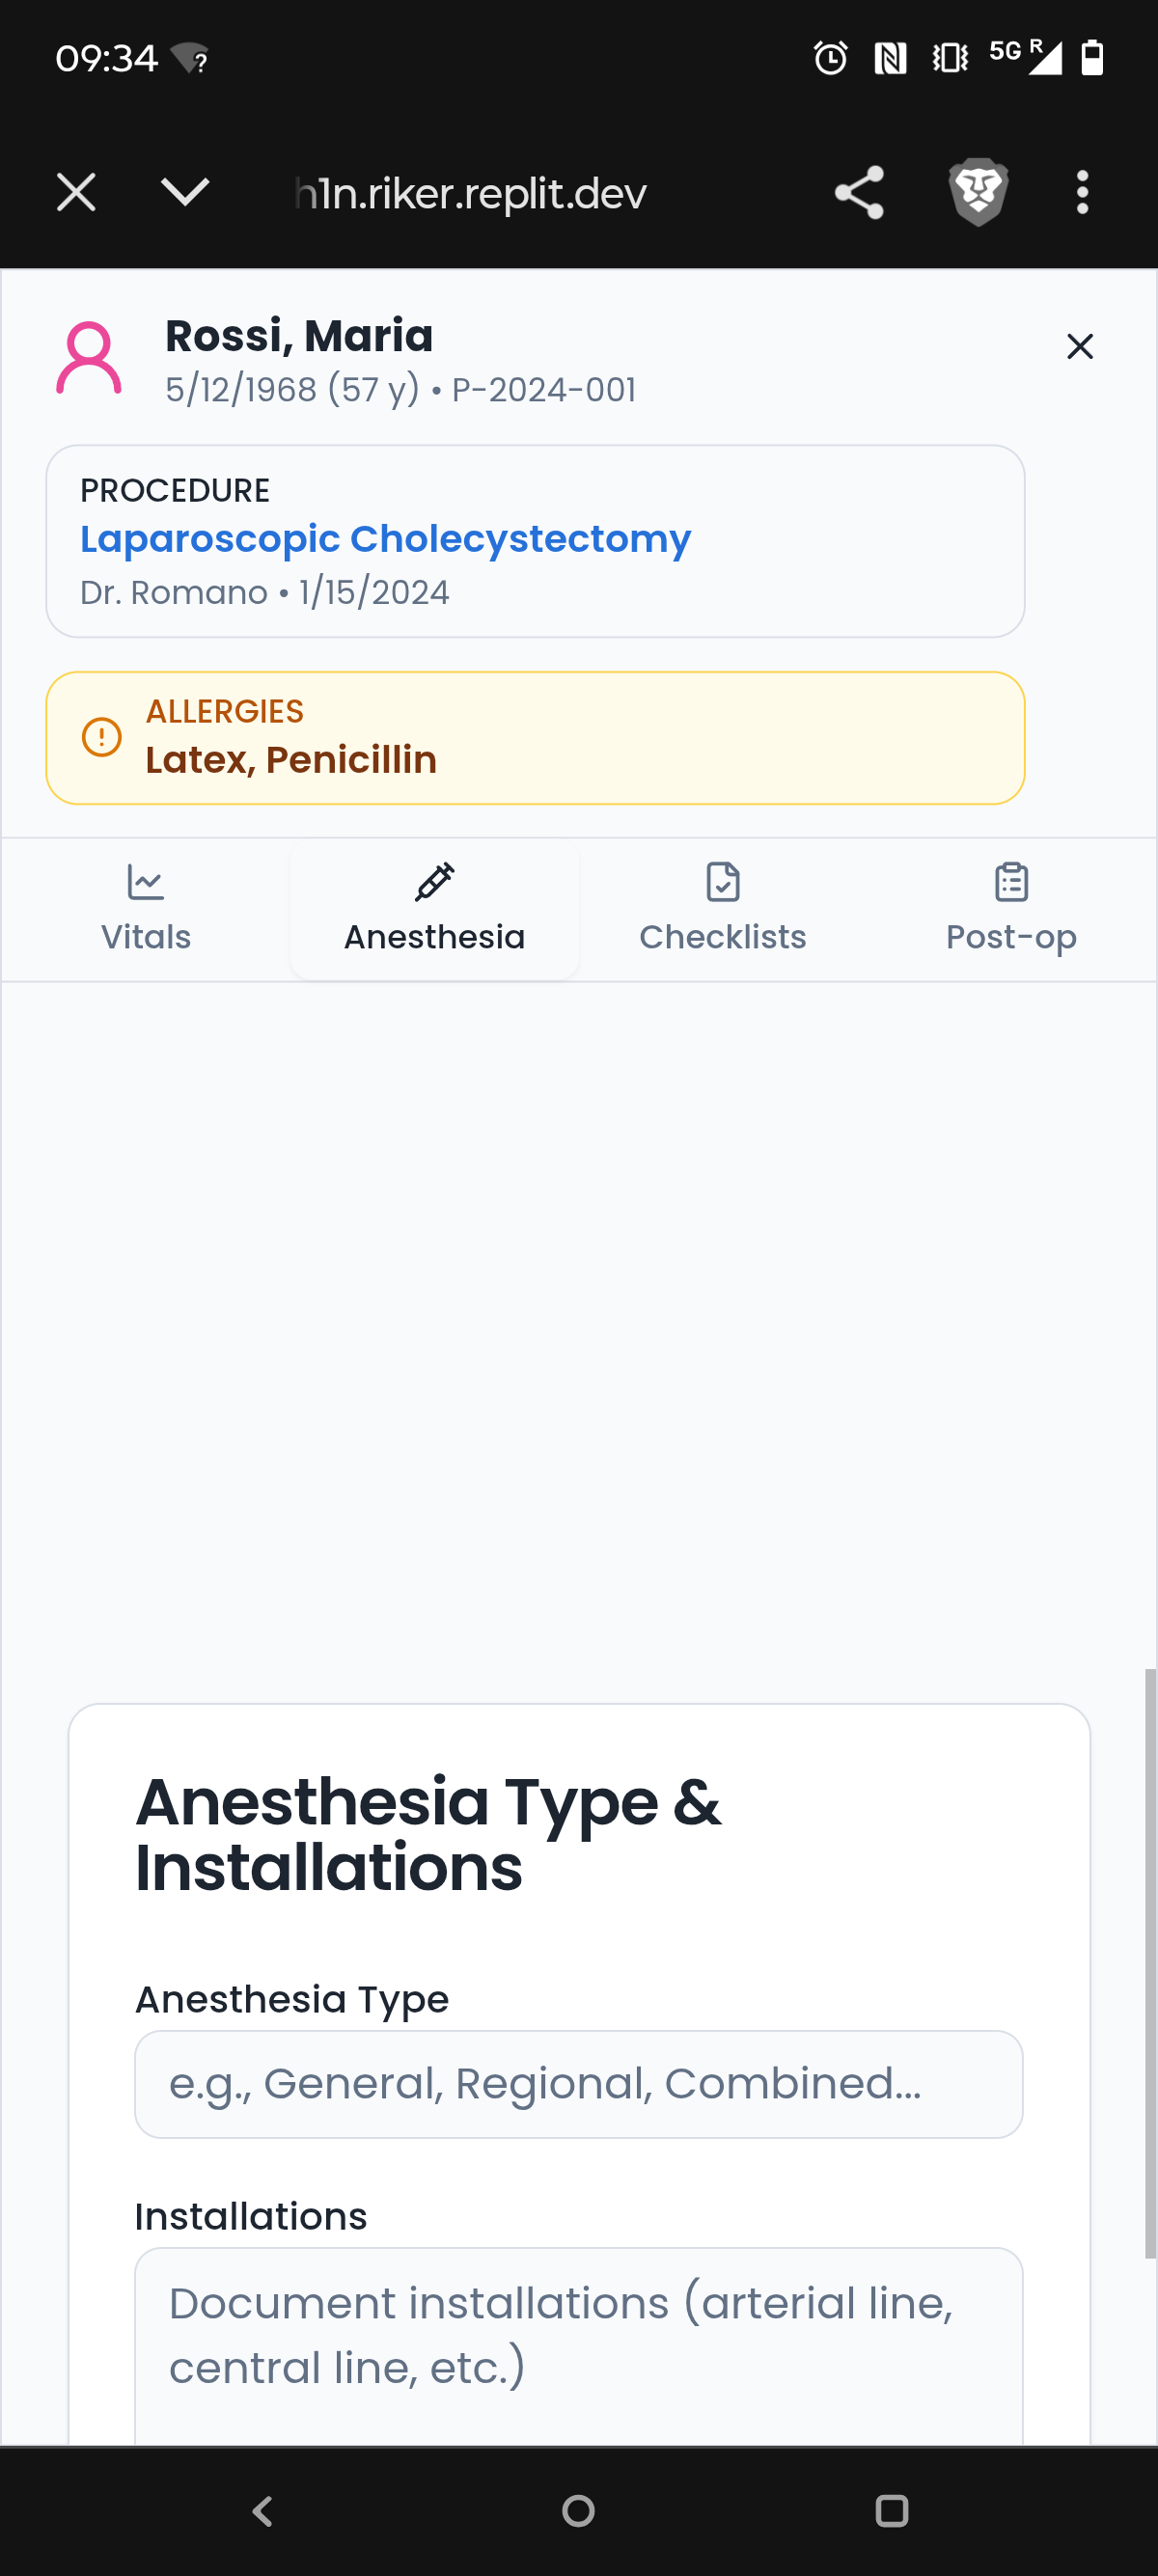 09:34
5G R
h1n.riker.replit.dev
Rossi, Maria
5/12/1968 (57 y) • P-2024-001
PROCEDURE
Laparoscopic Cholecystectomy
Dr. Romano • 1/15/2024
ALLERGIES
Latex, Penicillin
Vitals
Anesthesia
Checklists
Post-op
Anesthesia Type &
Installations
Anesthesia Type
e.g., General, Regional, Combined...
Installations
Document installations (arterial line,
central line, etc.)